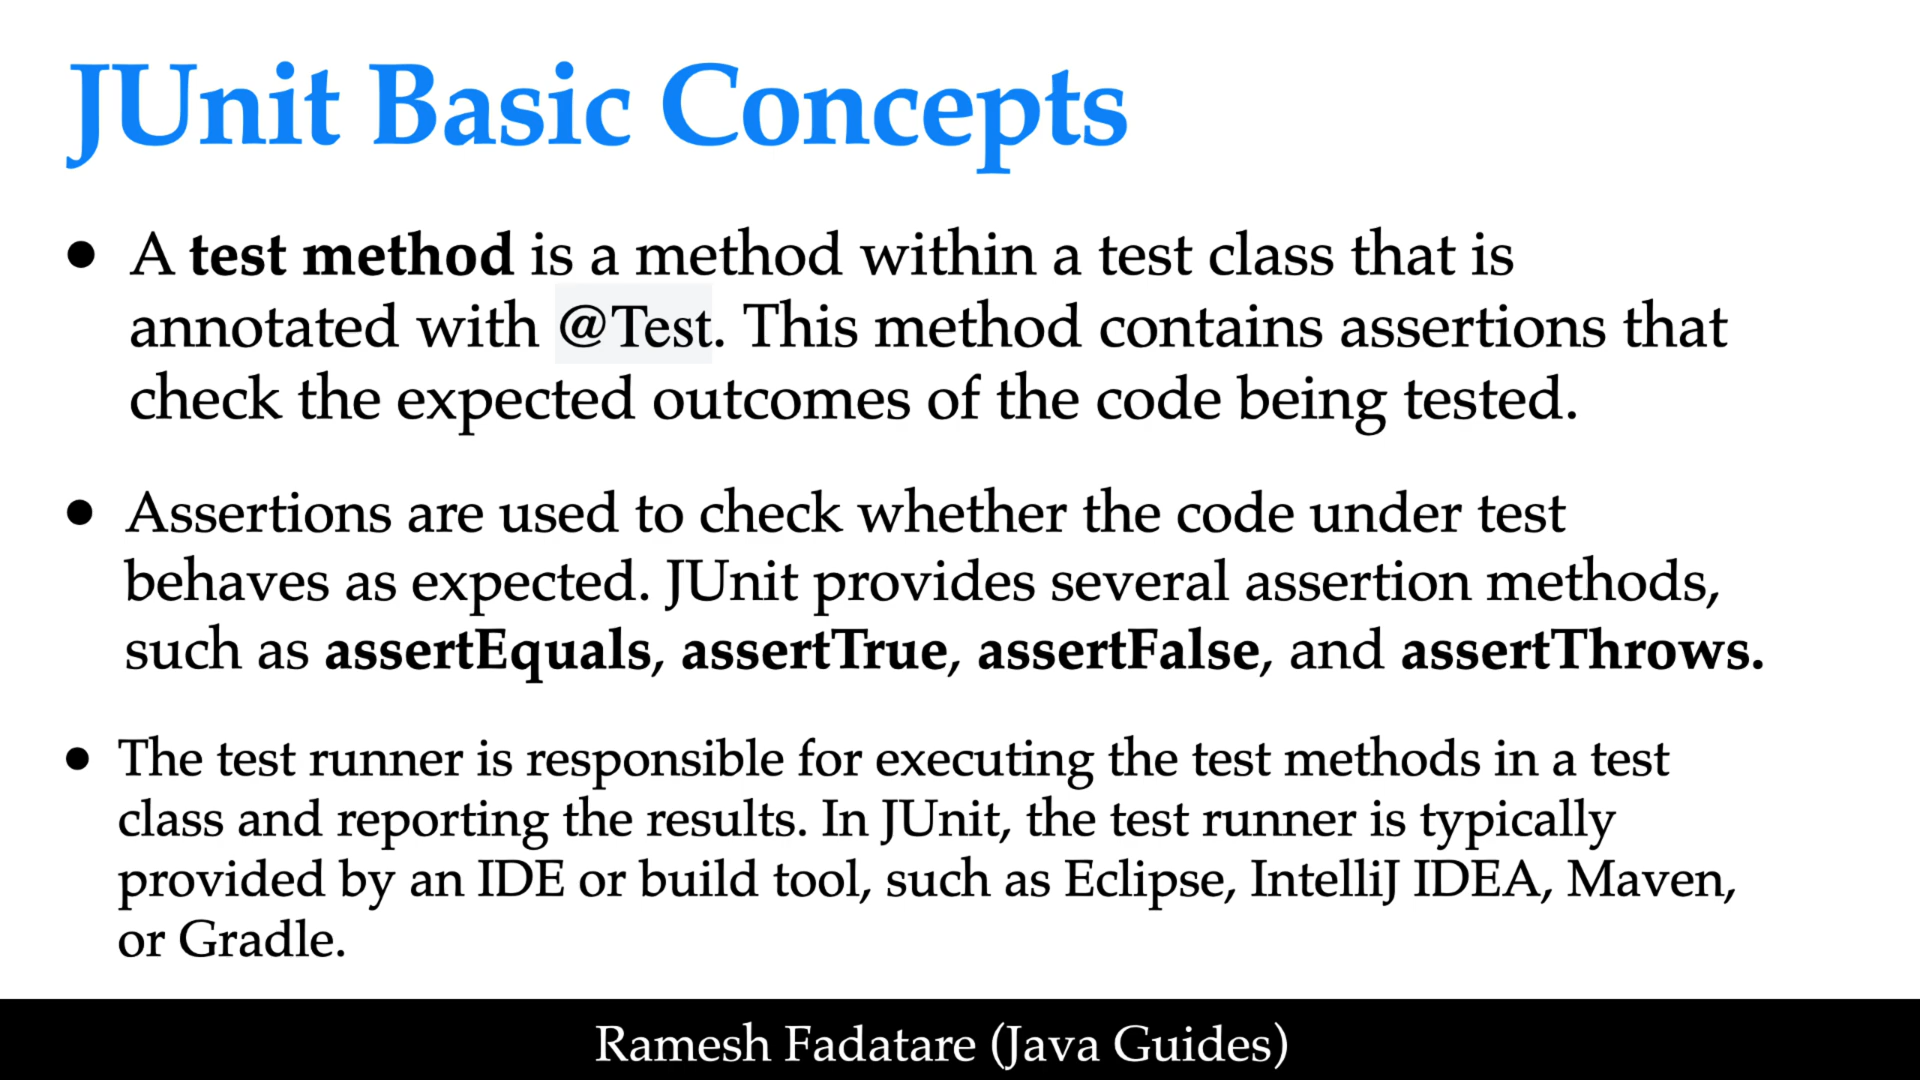 JUnit Basic Concepts
• A test method is a method within a test class that is
annotated with @Test. This method contains assertions that
check the expected outcomes of the code being tested.
• Assertions are used to check whether the code under test
behaves as expected. JUnit provides several assertion methods,
such as assertEquals, assertTrue, assertFalse, and assertThrows.
• The test runner is responsible for executing the test methods in a test
class and reporting the results. In JUnit, the test runner is typically
provided by an IDE or build tool, such as Eclipse, IntelliJ IDEA, Maven,
or Gradle.
Ramesh Fadatare (Java Guides)